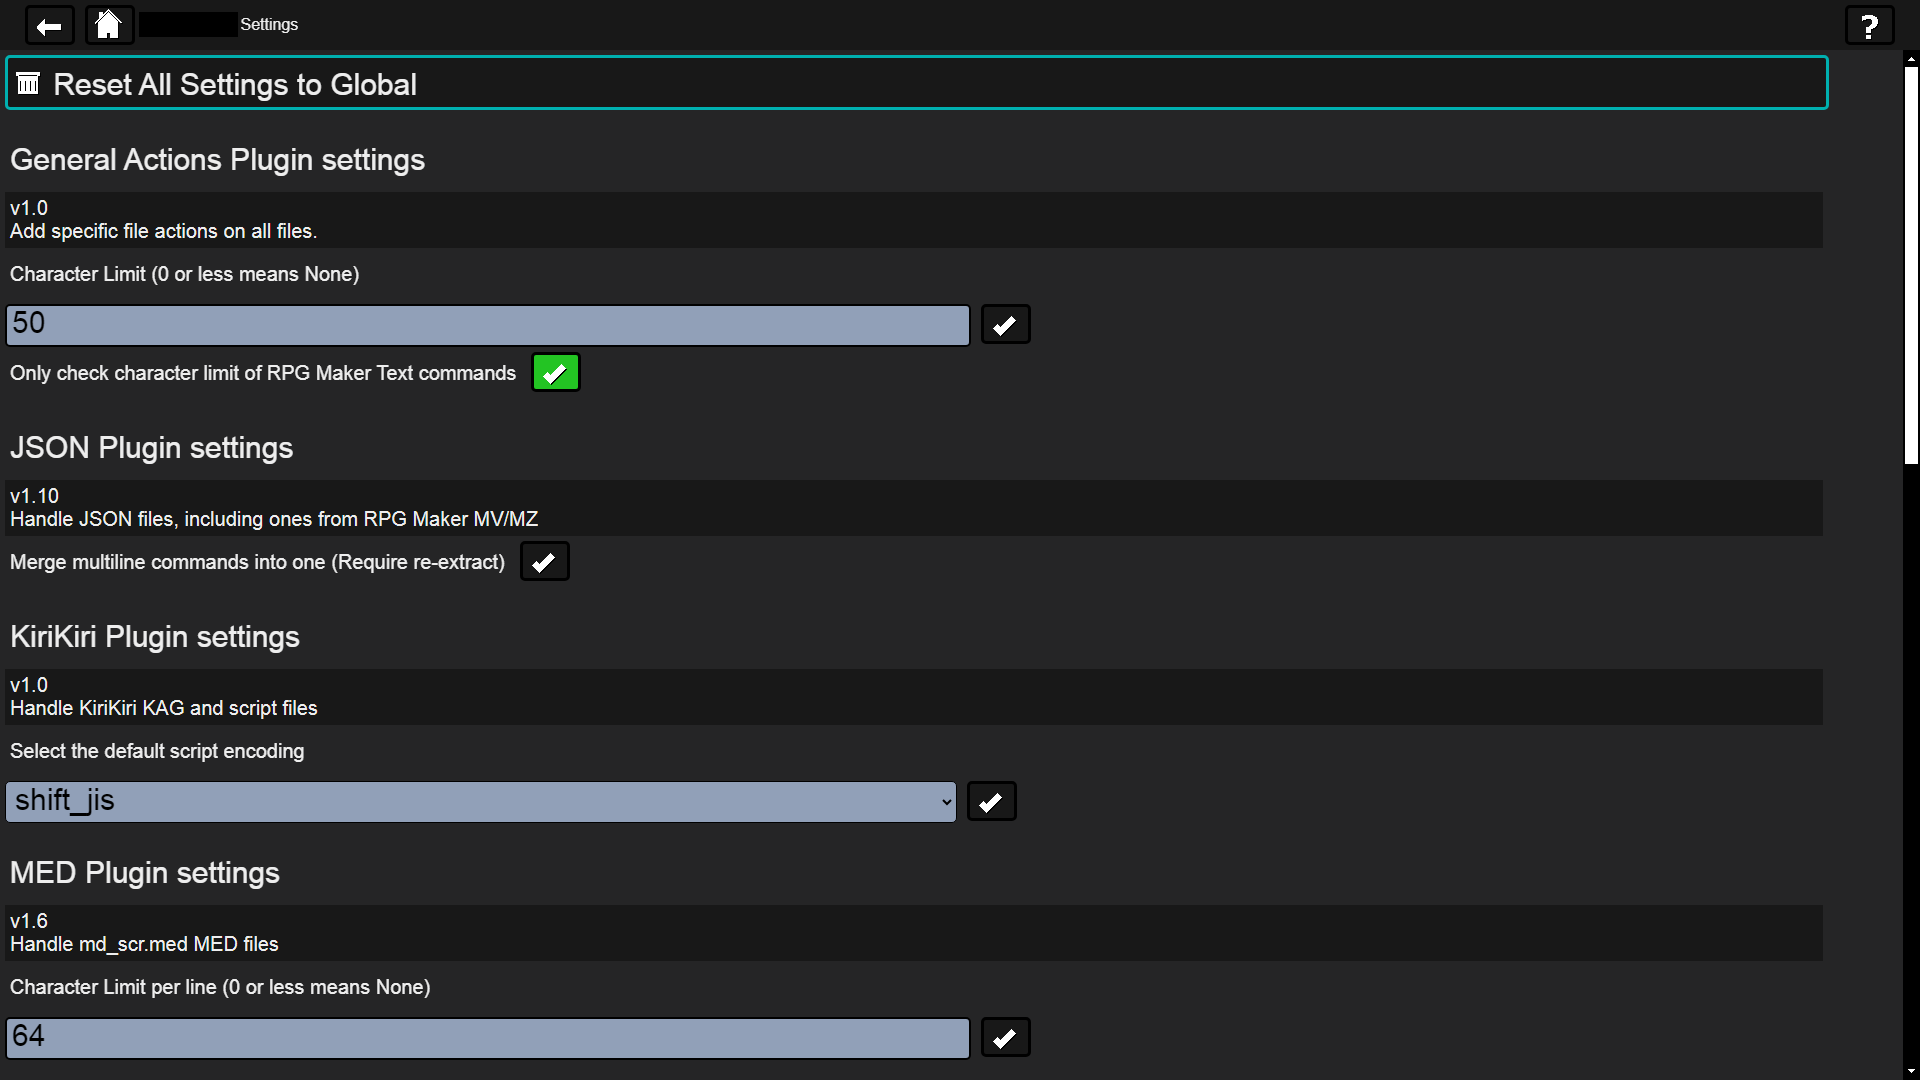 Settings
?
Reset All Settings to Global
General Actions Plugin settings
v1.0
Add specific file actions on all files.
Character Limit (0 or less means None)
50
Only check character limit of RPG Maker Text commands
JSON Plugin settings
v1.10
Handle JSON files, including ones from RPG Maker MV/MZ
Merge multiline commands into one (Require re-extract)
KiriKiri Plugin settings
v1.0
Handle KiriKiri KAG and script files
Select the default script encoding
shift_jis
MED Plugin settings
v1.6
Handle md_scr.med MED files
Character Limit per line (0 or less means None)
64